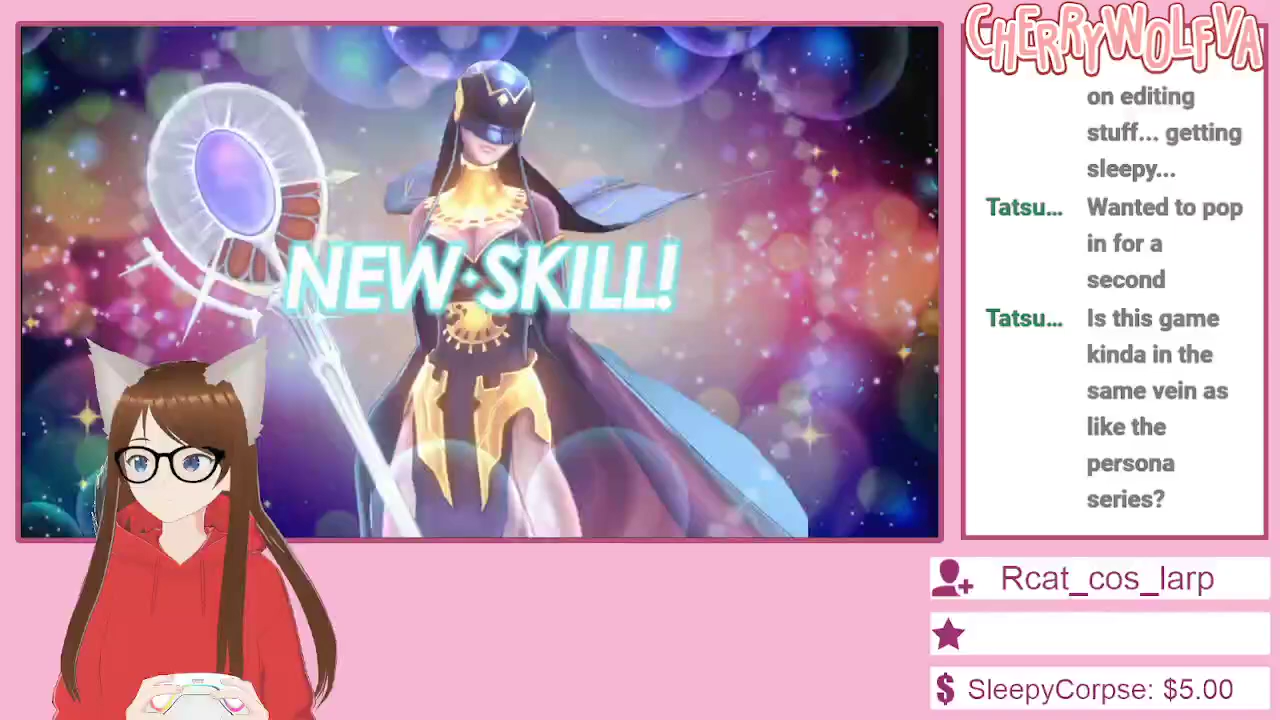 CHERRYWOLFVA
on editing
stuff... getting
sleepy...
Tatsu... Wanted to pop
in for a
second
Tatsu... Is this game
kinda in the
same vein as
like the
persona
series?
NEW SKILL!
Rcat_cos_larp
$ SleepyCorpse: $5.00